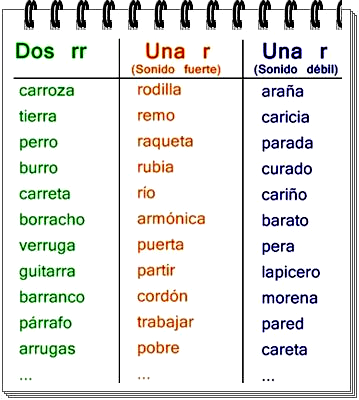 Dos rr Una r Una r
(Sonido fuerte) (Sonido débil)
carroza rodilla araña
tierra remo caricia
perro raqueta parada
burro rubia curado
carreta río cariño
borracho armónica barato
verruga puerta pera
guitarra partir lapicero
barranco cordón morena
párrafo trabajar pared
arrugas pobre careta
... ... ...